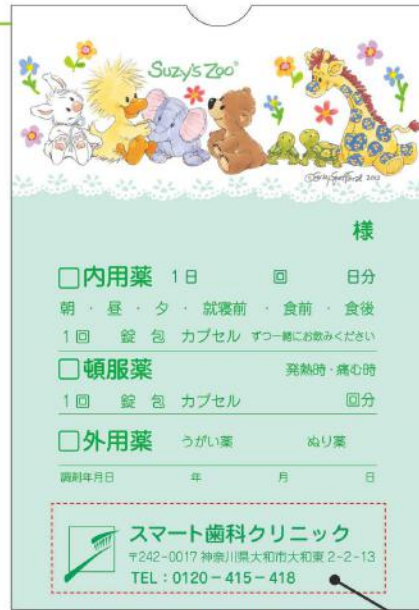 Suzy's Zoo
©Suzy Spafford 2013
様
□内用薬 1日 回 日分
朝・昼・夕・就寝前・食前・食後
1回 錠 包 カプセル ずつ一緒にお飲みください
□頓服薬 発熱時・痛む時
1回 錠 包 カプセル 回分
□外用薬 うがい薬 ぬり薬
調剤年月日 年 月 日
スマート歯科クリニック
〒242-0017 神奈川県大和市大和東 2-2-13
TEL：0120－415－418